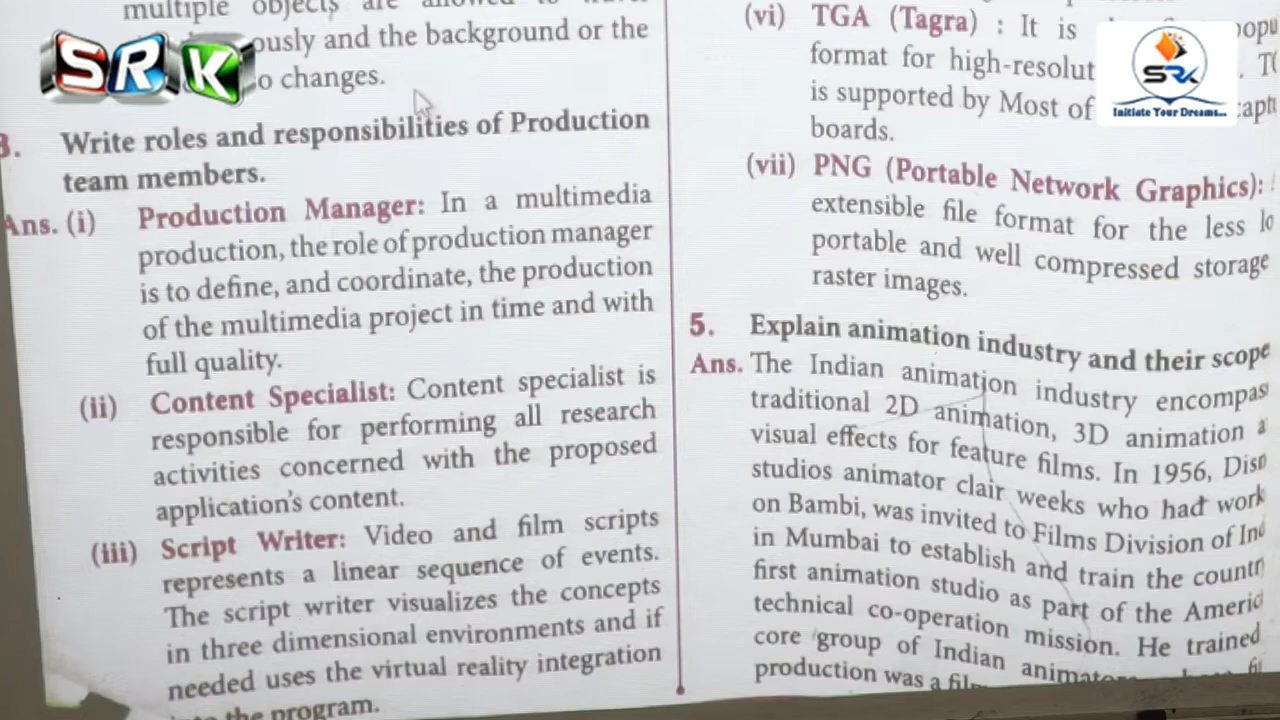 multiple objects are allowed to
ously and the background or the
o changes.
SRK
3. Write roles and responsibilities of Production
team members.
Ans. (i) Production Manager: In a multimedia
production, the role of production manager
is to define, and coordinate, the production
of the multimedia project in time and with
full quality.
(ii) Content Specialist: Content specialist is
responsible for performing all research
activities concerned with the proposed
application's content.
(iii) Script Writer: Video and film scripts
represents a linear sequence of events.
The script writer visualizes the concepts
in three dimensional environments and if
needed uses the virtual reality integration
the program.
(vi) TGA (Tagra) : It is
format for high-resolut
is supported by Most of
boards.
SRK
Initiate Your Dreams...
(vii) PNG (Portable Network Graphics):
extensible file format for the less lo
portable and well compressed storage
raster images.
5. Explain animation industry and their scope
Ans. The Indian animation industry encompas
traditional 2D animation, 3D animation a
visual effects for feature films. In 1956, Disn
studios animator clair weeks who had work
on Bambi, was invited to Films Division of Ind
in Mumbai to establish and train the countr
first animation studio as part of the Americ
technical co-operation mission. He trained
core group of Indian
production was a